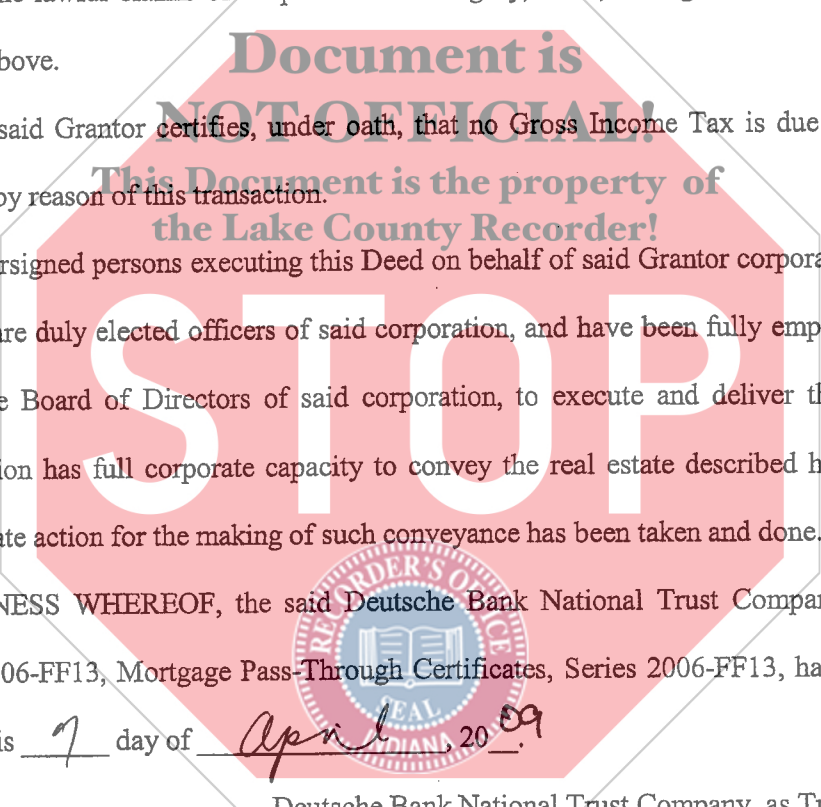 bove.
Document is
said Grantor certifies, under oath, that no Gross Income Tax is due
NOT OFFICIAL!
This Document is the property of
by reason of this transaction.
the Lake County Recorder!
rsigned persons executing this Deed on behalf of said Grantor corpora
re duly elected officers of said corporation, and have been fully emp
e Board of Directors of said corporation, to execute and deliver th
STOP
ion has full corporate capacity to convey the real estate described h
ate action for the making of such conveyance has been taken and done.
RECORDER'S OFFICE
NESS WHEREOF, the said Deutsche Bank National Trust Compan
06-FF13, Mortgage Pass-Through Certificates, Series 2006-FF13, ha
SEAL
INDIANA
is 7 day of April, 2009.
Deutsche Bank National Trust Company, as Tr